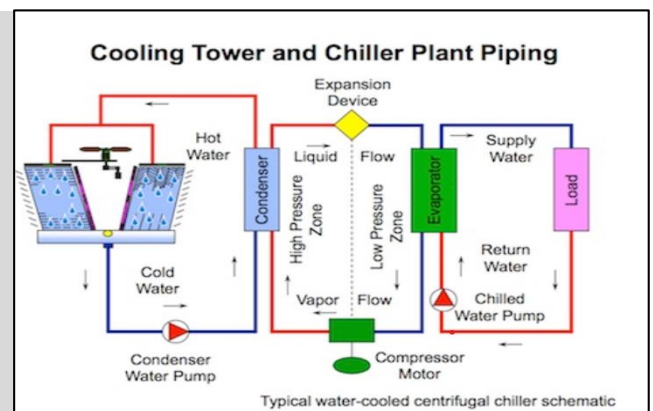 Cooling Tower and Chiller Plant Piping
Expansion
Device
Hot
Water
Condenser
Liquid
Flow
High Pressure
Zone
Low Pressure
Zone
Evaporator
Supply
Water
Load
Cold
Water
Vapor
Flow
Return
Water
Chilled
Water Pump
Condenser
Water Pump
Compressor
Motor
Typical water-cooled centrifugal chiller schematic